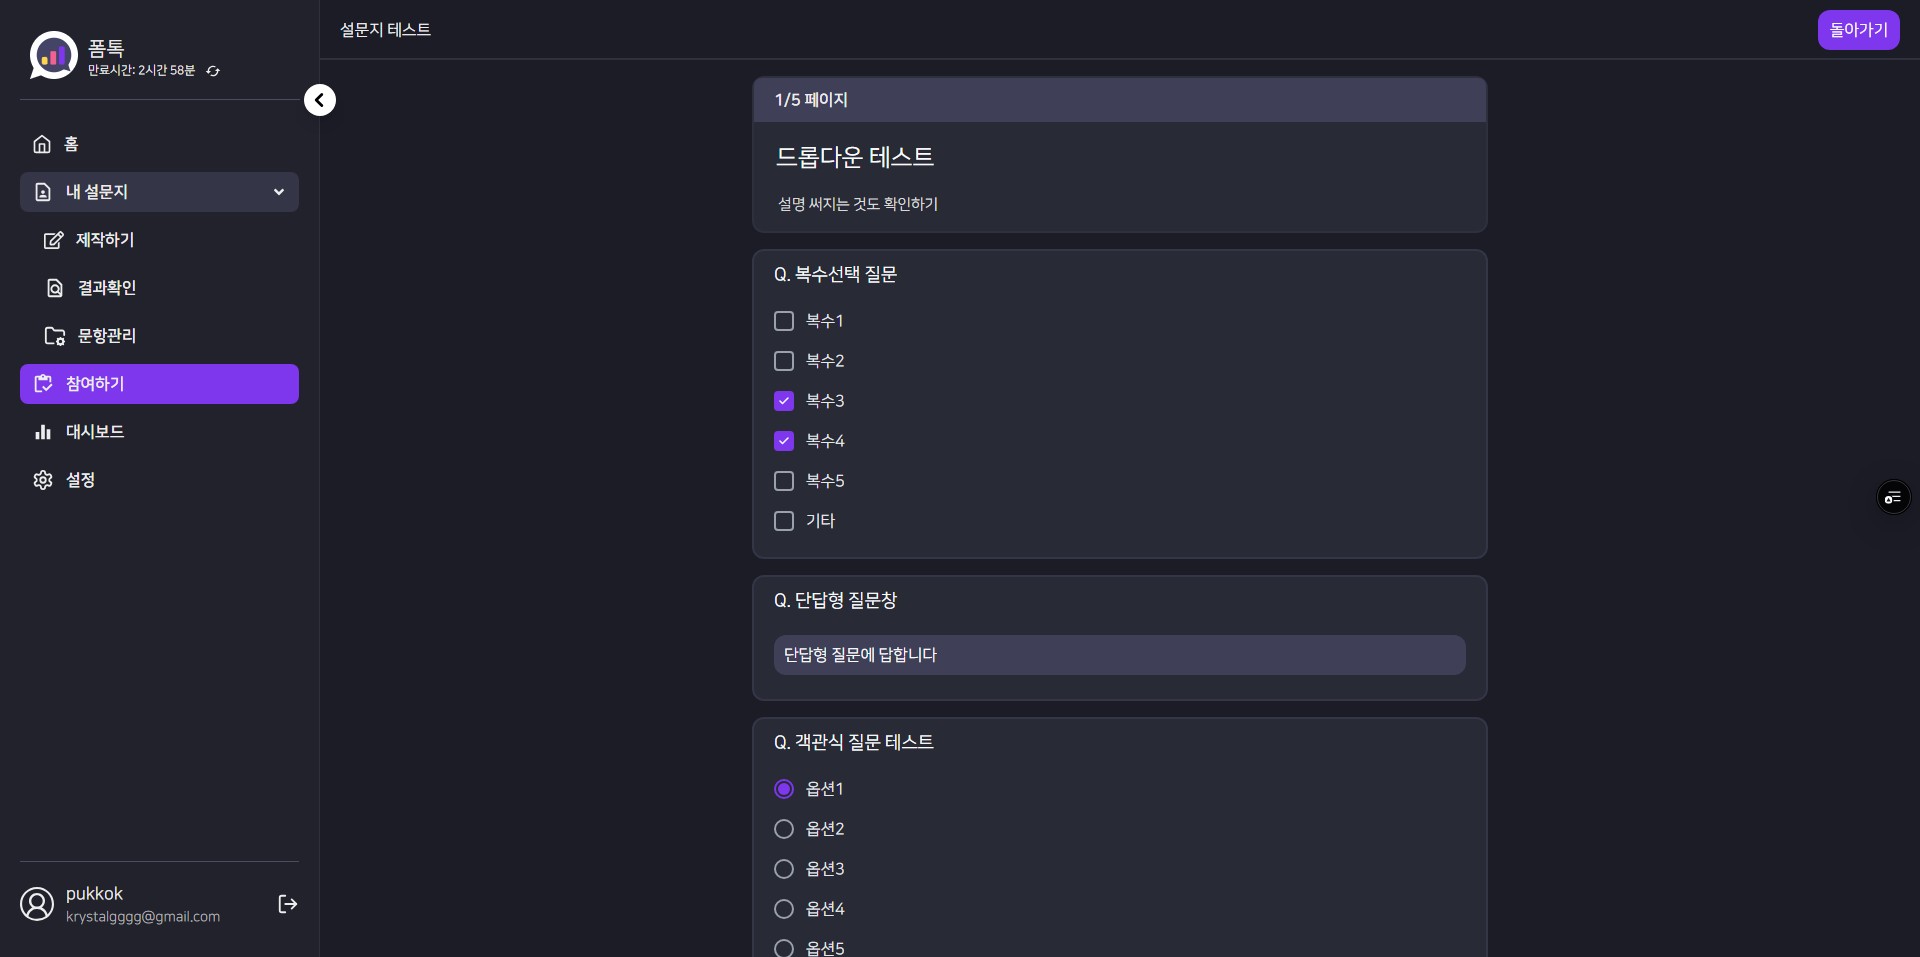 폼톡
만료시간: 2시간 58분
홈
내 설문지
제작하기
결과확인
문항관리
참여하기
대시보드
설정
pukkok
krystalgggg@gmail.com
설문지 테스트
돌아가기
1/5 페이지
드롭다운 테스트
설명 써지는 것도 확인하기
Q. 복수선택 질문
복수1
복수2
복수3
복수4
복수5
기타
Q. 단답형 질문창
단답형 질문에 답합니다
Q. 객관식 질문 테스트
옵션1
옵션2
옵션3
옵션4
옵션5